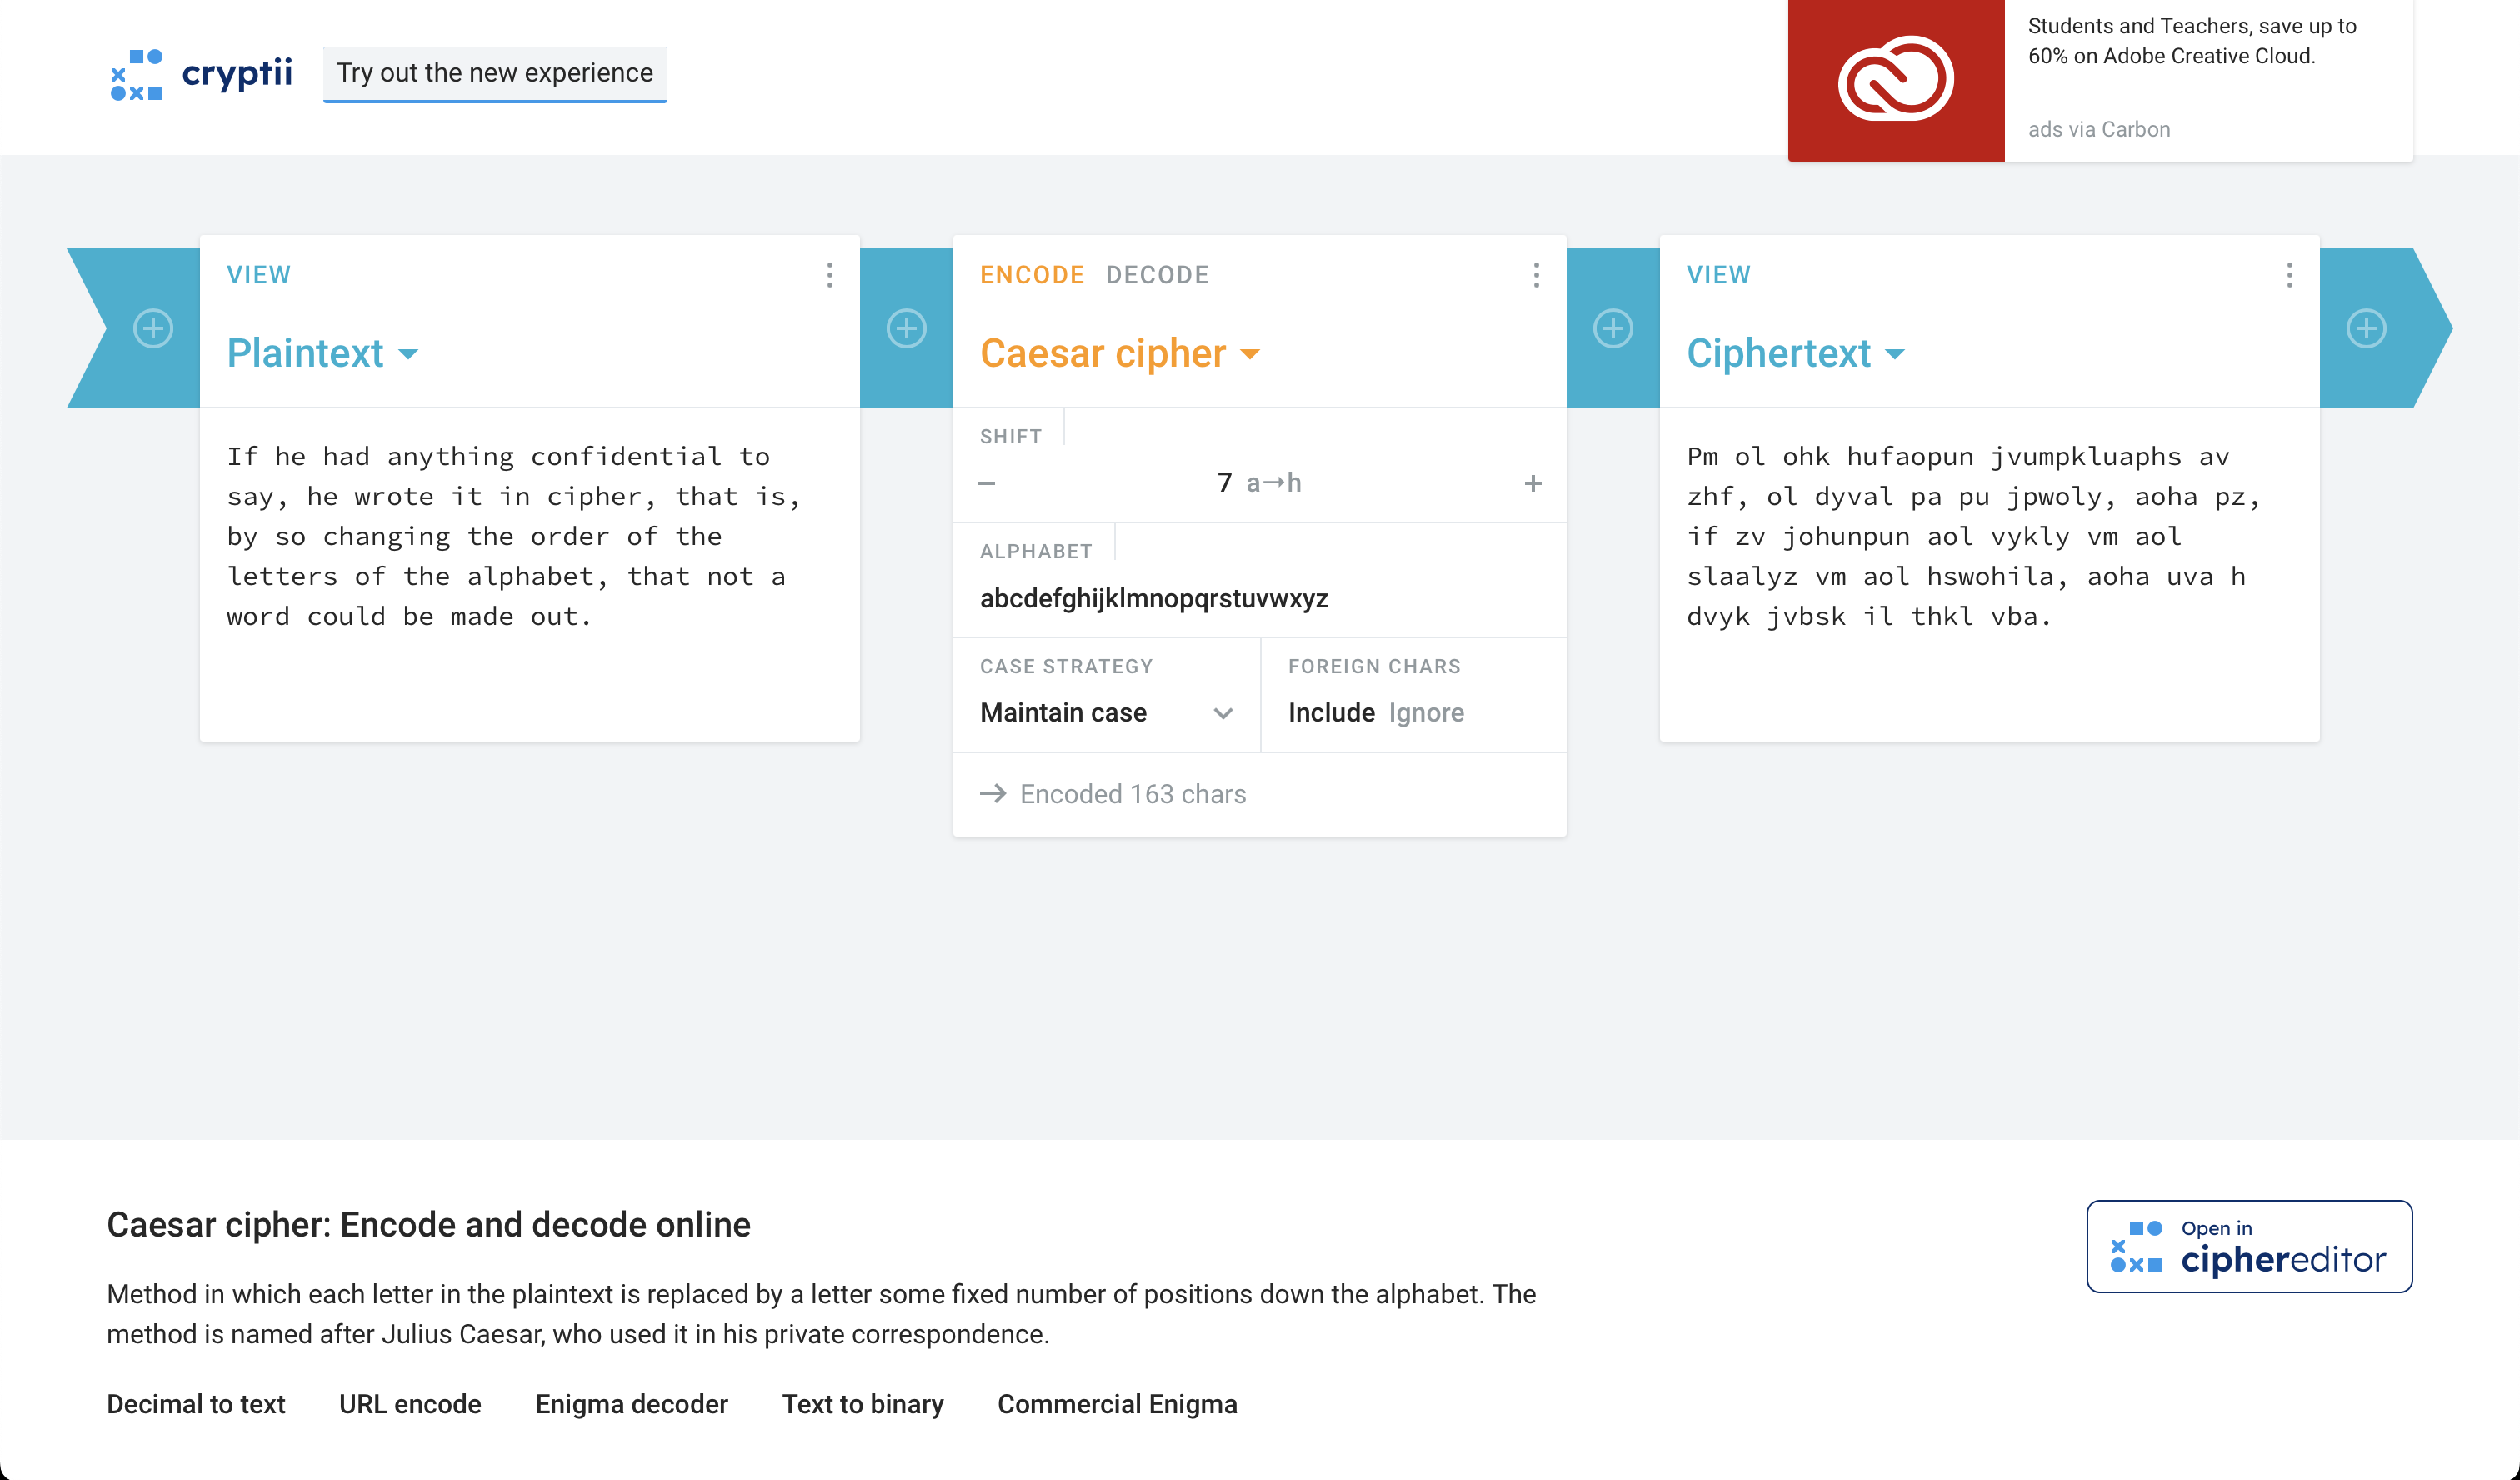 cryptii
Try out the new experience
Students and Teachers, save up to
60% on Adobe Creative Cloud.
ads via Carbon
VIEW
Plaintext
If he had anything confidential to
say, he wrote it in cipher, that is,
by so changing the order of the
letters of the alphabet, that not a
word could be made out.
ENCODE DECODE
Caesar cipher
SHIFT
− 7 a→h +
ALPHABET
abcdefghijklmnopqrstuvwxyz
CASE STRATEGY
Maintain case
FOREIGN CHARS
Include Ignore
→ Encoded 163 chars
VIEW
Ciphertext
Pm ol ohk hufaopun jvumpkluaphs av
zhf, ol dyval pa pu jpwoly, aoha pz,
if zv johunpun aol vykly vm aol
slaalyz vm aol hswohila, aoha uva h
dvyk jvbsk il thkl vba.
Caesar cipher: Encode and decode online
Method in which each letter in the plaintext is replaced by a letter some fixed number of positions down the alphabet. The
method is named after Julius Caesar, who used it in his private correspondence.
Decimal to text URL encode Enigma decoder Text to binary Commercial Enigma
Open in
ciphereditor